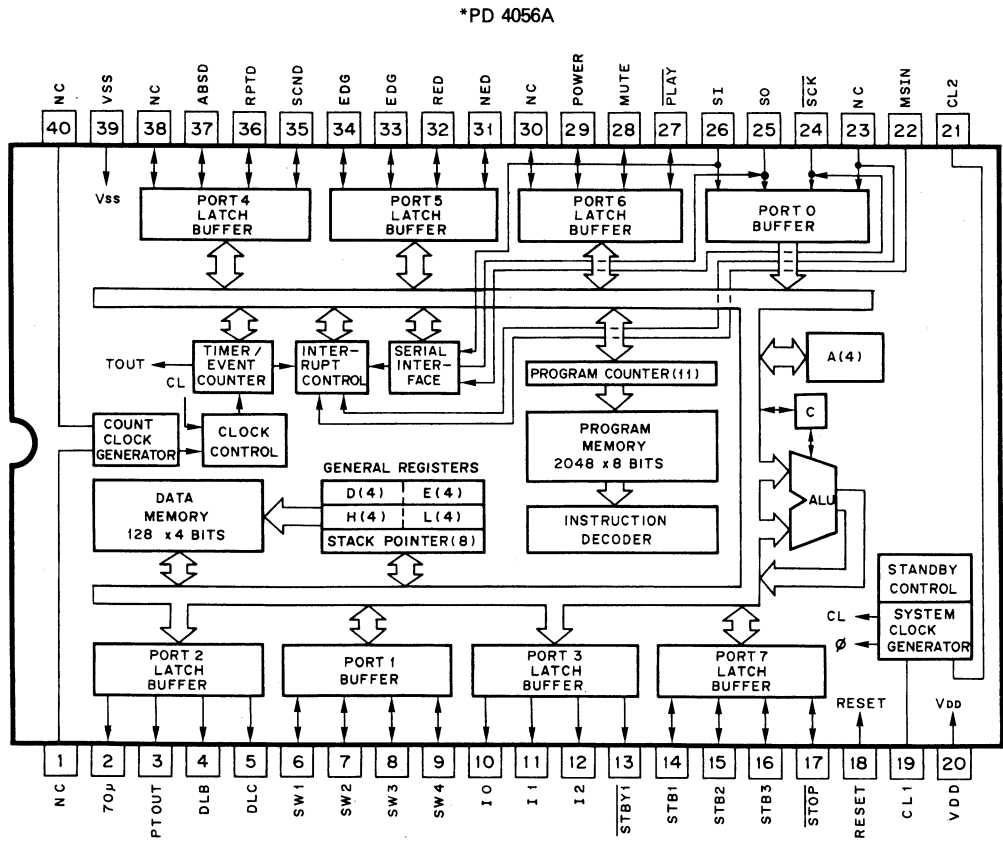 *PD 4056A
NC
VSS
NC
ABSD
RPTD
SCND
EDG
EDG
RED
NED
NC
POWER
MUTE
PLAY
SI
SO
SCK
NC
MSIN
CL2
40 39 38 37 36 35 34 33 32 31 30 29 28 27 26 25 24 23 22 21
VSS
PORT 4
LATCH
BUFFER
PORT 5
LATCH
BUFFER
PORT 6
LATCH
BUFFER
PORT 0
BUFFER
TOUT
CL
TIMER/
EVENT
COUNTER
INTER-
RUPT
CONTROL
SERIAL
INTER-
FACE
PROGRAM COUNTER(11)
A(4)
C
COUNT
CLOCK
GENERATOR
CLOCK
CONTROL
PROGRAM
MEMORY
2048 x8 BITS
ALU
GENERAL REGISTERS
D(4) E(4)
H(4) L(4)
STACK POINTER(8)
DATA
MEMORY
128 x4 BITS
INSTRUCTION
DECODER
STANDBY
CONTROL
SYSTEM
CLOCK
GENERATOR
CL
Ø
PORT 2
LATCH
BUFFER
PORT 1
BUFFER
PORT 3
LATCH
BUFFER
PORT 7
LATCH
BUFFER
RESET
VDD
1 2 3 4 5 6 7 8 9 10 11 12 13 14 15 16 17 18 19 20
NC
70µ
PTOUT
DLB
DLC
SW1
SW2
SW3
SW4
I0
I1
I2
STBY1
STB1
STB2
STB3
STOP
RESET
CL1
VDD